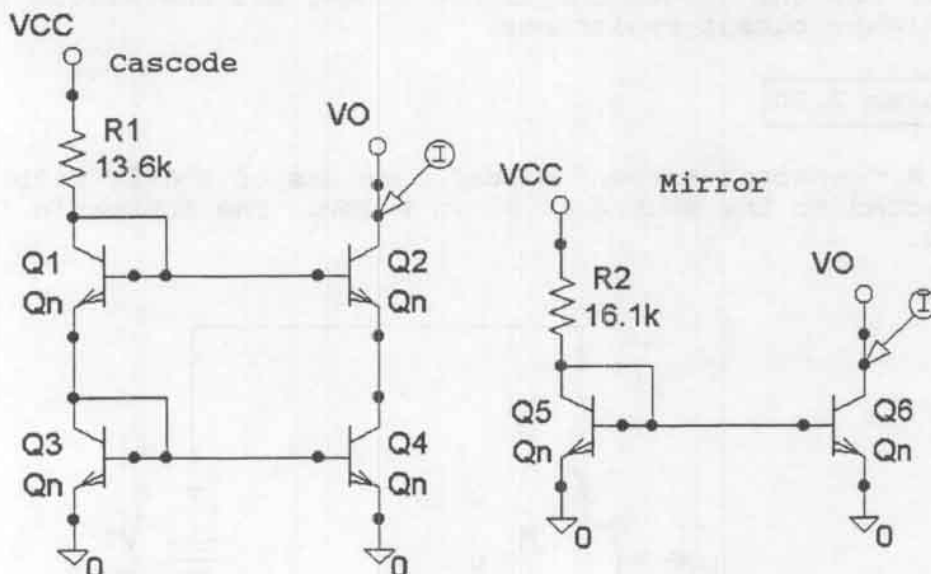 VCC
Cascode
R1
13.6k
VO
I
Q1
Qn
Q2
Qn
Q3
Qn
Q4
Qn
0
0
VCC
Mirror
R2
16.1k
VO
I
Q5
Qn
Q6
Qn
0
0